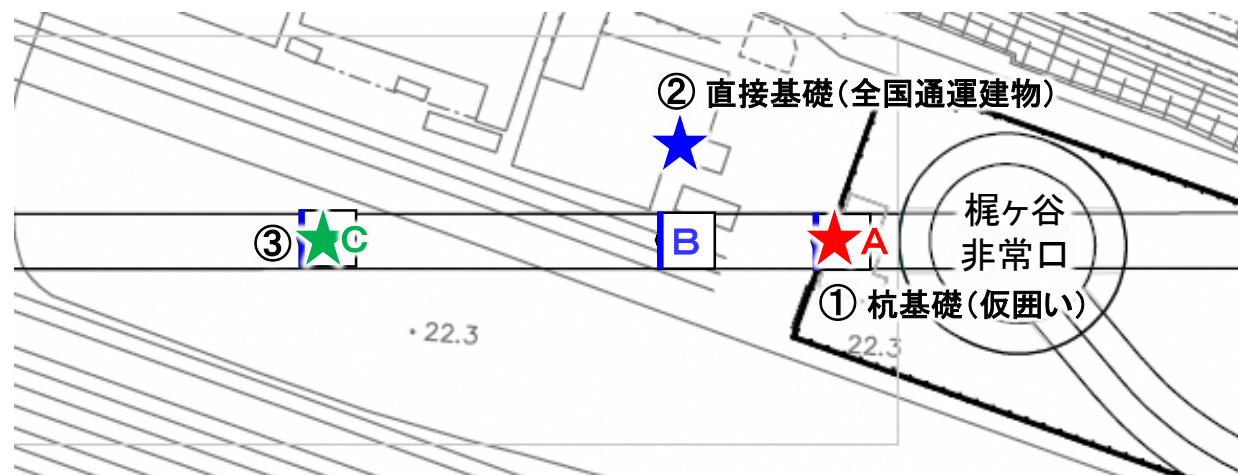 ② 直接基礎(全国通運建物)
梶ヶ谷
非常口
③
C
B
A
① 杭基礎(仮囲い)
・22.3
22.3